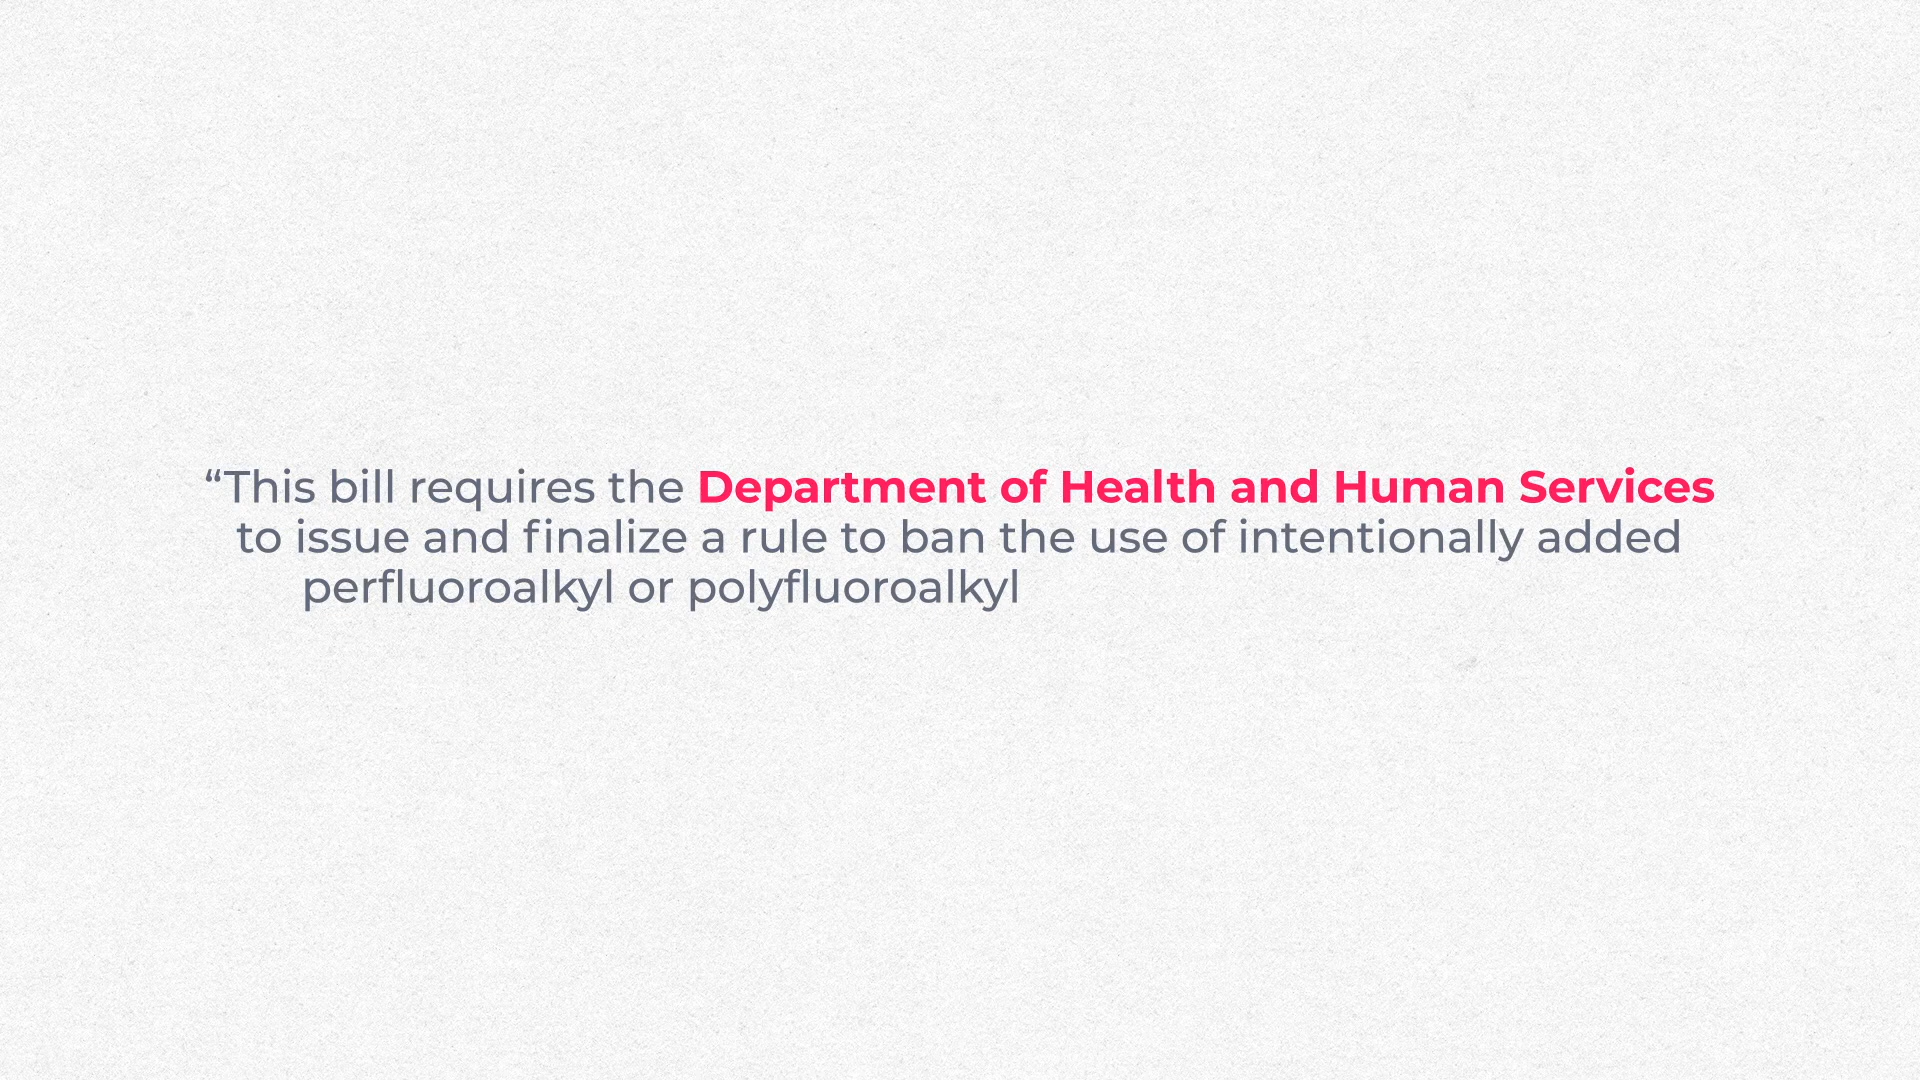 “This bill requires the Department of Health and Human Services
to issue and finalize a rule to ban the use of intentionally added
perfluoroalkyl or polyfluoroalkyl